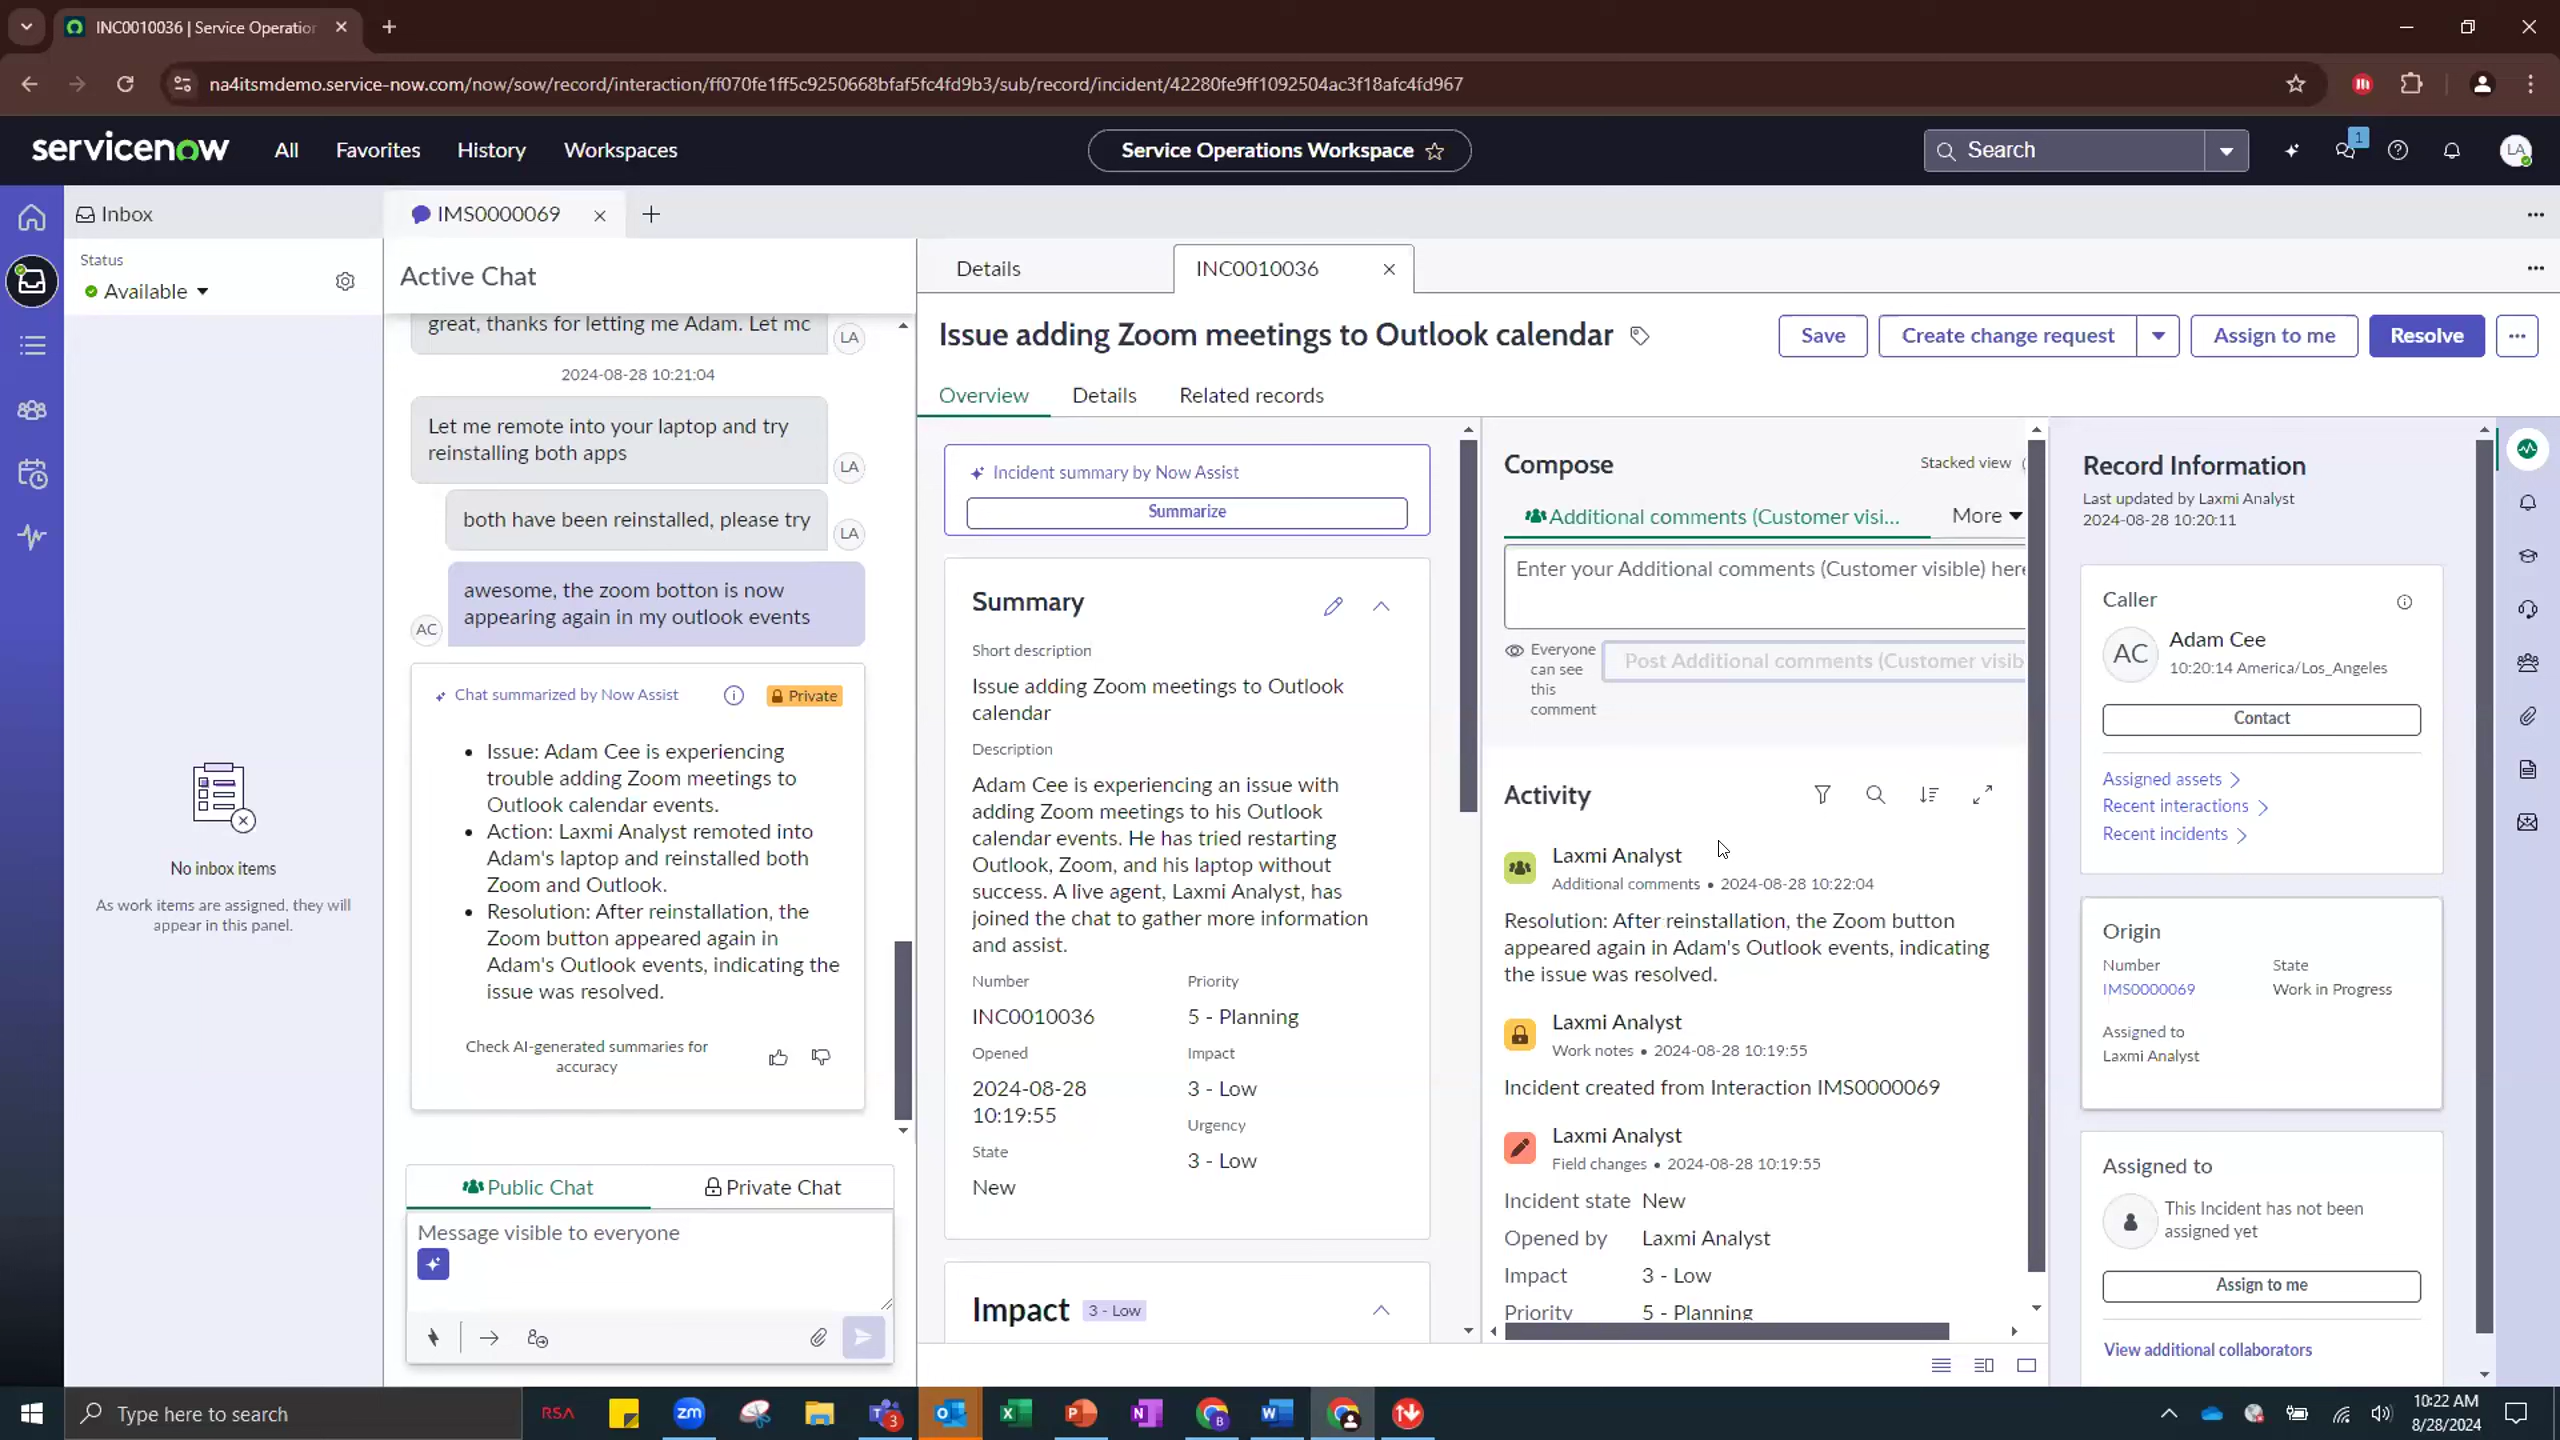 INC0010036 | Service Operation
na4itsmdemo.service-now.com/now/sow/record/interaction/ff070fe1ff5c9250668bfaf5fc4fd9b3/sub/record/incident/42280fe9ff1092504ac3f18afc4fd967
servicenow
All
Favorites
History
Workspaces
Service Operations Workspace
Search
1
LA
Inbox
IMS0000069
Status
Available
No inbox items
As work items are assigned, they will
appear in this panel.
Active Chat
great, thanks for letting me Adam. Let mc
LA
2024-08-28 10:21:04
Let me remote into your laptop and try
reinstalling both apps
LA
both have been reinstalled, please try
LA
awesome, the zoom botton is now
appearing again in my outlook events
AC
Chat summarized by Now Assist
Private
Issue: Adam Cee is experiencing
trouble adding Zoom meetings to
Outlook calendar events.
Action: Laxmi Analyst remoted into
Adam's laptop and reinstalled both
Zoom and Outlook.
Resolution: After reinstallation, the
Zoom button appeared again in
Adam's Outlook events, indicating the
issue was resolved.
Check AI-generated summaries for
accuracy
Public Chat
Private Chat
Message visible to everyone
Details
INC0010036
Issue adding Zoom meetings to Outlook calendar
Save
Create change request
Assign to me
Resolve
Overview
Details
Related records
Incident summary by Now Assist
Summarize
Summary
Short description
Issue adding Zoom meetings to Outlook
calendar
Description
Adam Cee is experiencing an issue with
adding Zoom meetings to his Outlook
calendar events. He has tried restarting
Outlook, Zoom, and his laptop without
success. A live agent, Laxmi Analyst, has
joined the chat to gather more information
and assist.
Number
INC0010036
Priority
5 - Planning
Opened
2024-08-28
10:19:55
Impact
3 - Low
Urgency
3 - Low
State
New
Impact
3 - Low
Compose
Stacked view
Additional comments (Customer visi...
More
Enter your Additional comments (Customer visible) here
Everyone
can see
this
comment
Post Additional comments (Customer visib
Activity
Laxmi Analyst
Additional comments • 2024-08-28 10:22:04
Resolution: After reinstallation, the Zoom button
appeared again in Adam's Outlook events, indicating
the issue was resolved.
Laxmi Analyst
Work notes • 2024-08-28 10:19:55
Incident created from Interaction IMS0000069
Laxmi Analyst
Field changes • 2024-08-28 10:19:55
Incident state New
Opened by Laxmi Analyst
Impact 3 - Low
Priority 5 - Planning
Record Information
Last updated by Laxmi Analyst
2024-08-28 10:20:11
Caller
AC
Adam Cee
10:20:14 America/Los_Angeles
Contact
Assigned assets
Recent interactions
Recent incidents
Origin
Number
IMS0000069
State
Work in Progress
Assigned to
Laxmi Analyst
Assigned to
This Incident has not been
assigned yet
Assign to me
View additional collaborators
Type here to search
RSA
zm
3
10:22 AM
8/28/2024